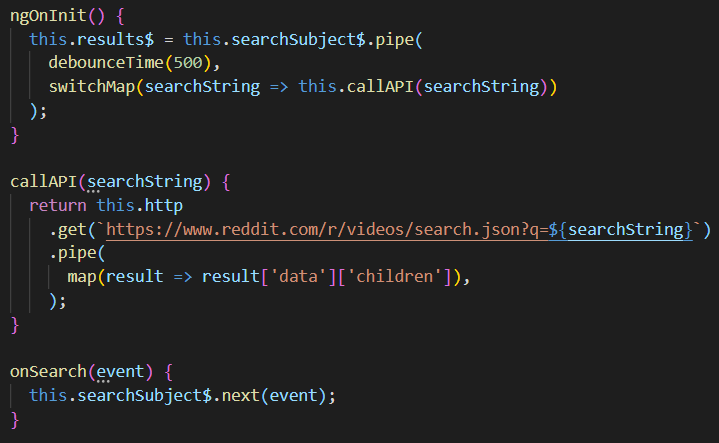 ngOnInit() {
this.results$ = this.searchSubject$.pipe(
debounceTime(500),
switchMap(searchString => this.callAPI(searchString))
);
}
callAPI(searchString) {
return this.http
.get(`https://www.reddit.com/r/videos/search.json?q=${searchString}`)
.pipe(
map(result => result['data']['children']),
);
}
onSearch(event) {
this.searchSubject$.next(event);
}